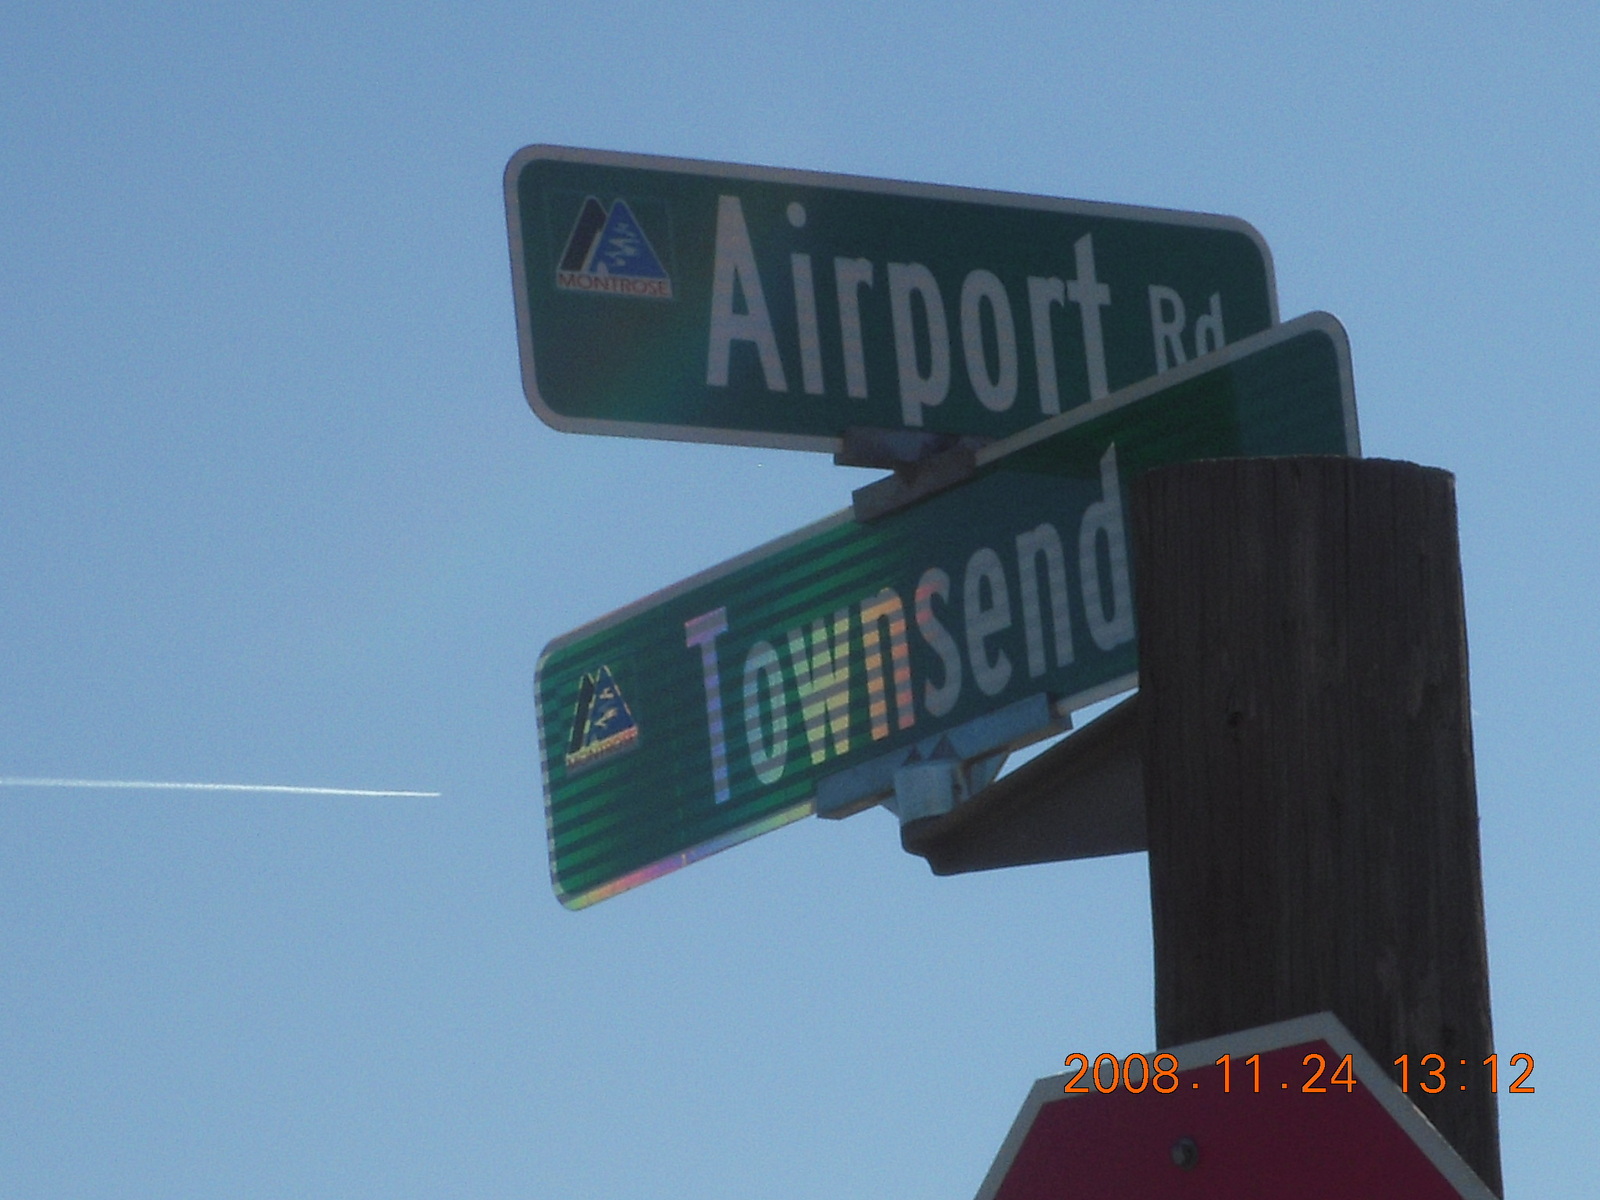 MONTROSE
Airport Rd
Townsend
2008.11.24 13:12